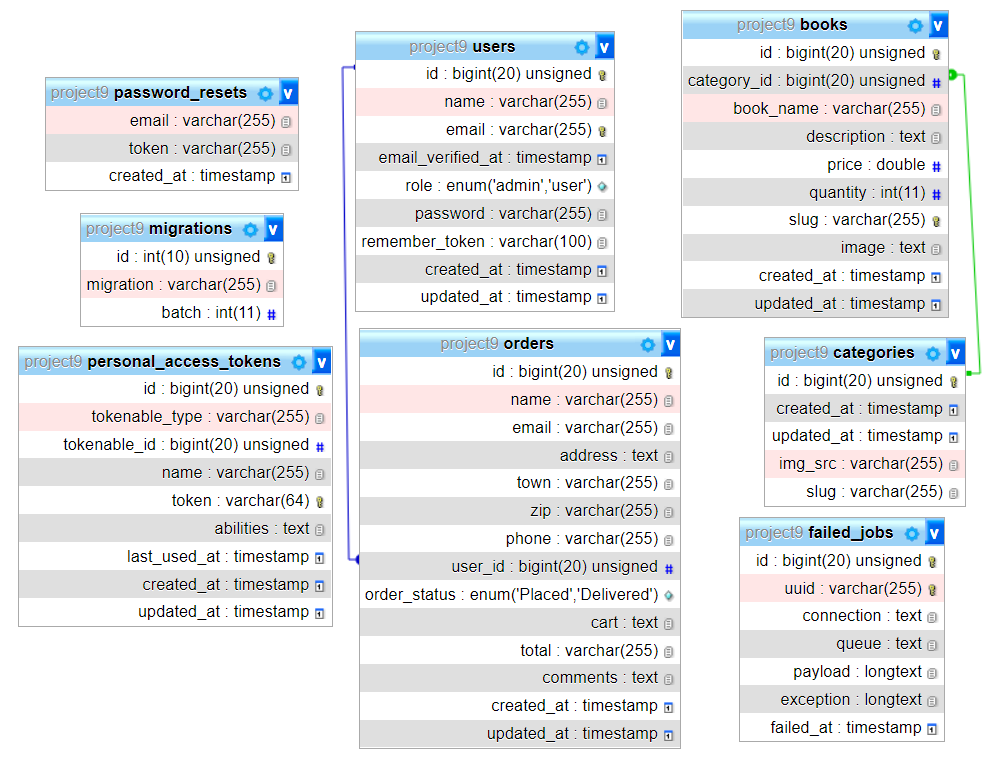 project9 password_resets v
email : varchar(255)
token : varchar(255)
created_at : timestamp
project9 migrations v
id : int(10) unsigned
migration : varchar(255)
batch : int(11) #
project9 personal_access_tokens v
id : bigint(20) unsigned
tokenable_type : varchar(255)
tokenable_id : bigint(20) unsigned #
name : varchar(255)
token : varchar(64)
abilities : text
last_used_at : timestamp
created_at : timestamp
updated_at : timestamp
project9 users v
id : bigint(20) unsigned
name : varchar(255)
email : varchar(255)
email_verified_at : timestamp
role : enum('admin','user')
password : varchar(255)
remember_token : varchar(100)
created_at : timestamp
updated_at : timestamp
project9 orders v
id : bigint(20) unsigned
name : varchar(255)
email : varchar(255)
address : text
town : varchar(255)
zip : varchar(255)
phone : varchar(255)
user_id : bigint(20) unsigned #
order_status : enum('Placed','Delivered')
cart : text
total : varchar(255)
comments : text
created_at : timestamp
updated_at : timestamp
project9 books v
id : bigint(20) unsigned
category_id : bigint(20) unsigned #
book_name : varchar(255)
description : text
price : double #
quantity : int(11) #
slug : varchar(255)
image : text
created_at : timestamp
updated_at : timestamp
project9 categories v
id : bigint(20) unsigned
created_at : timestamp
updated_at : timestamp
img_src : varchar(255)
slug : varchar(255)
project9 failed_jobs v
id : bigint(20) unsigned
uuid : varchar(255)
connection : text
queue : text
payload : longtext
exception : longtext
failed_at : timestamp